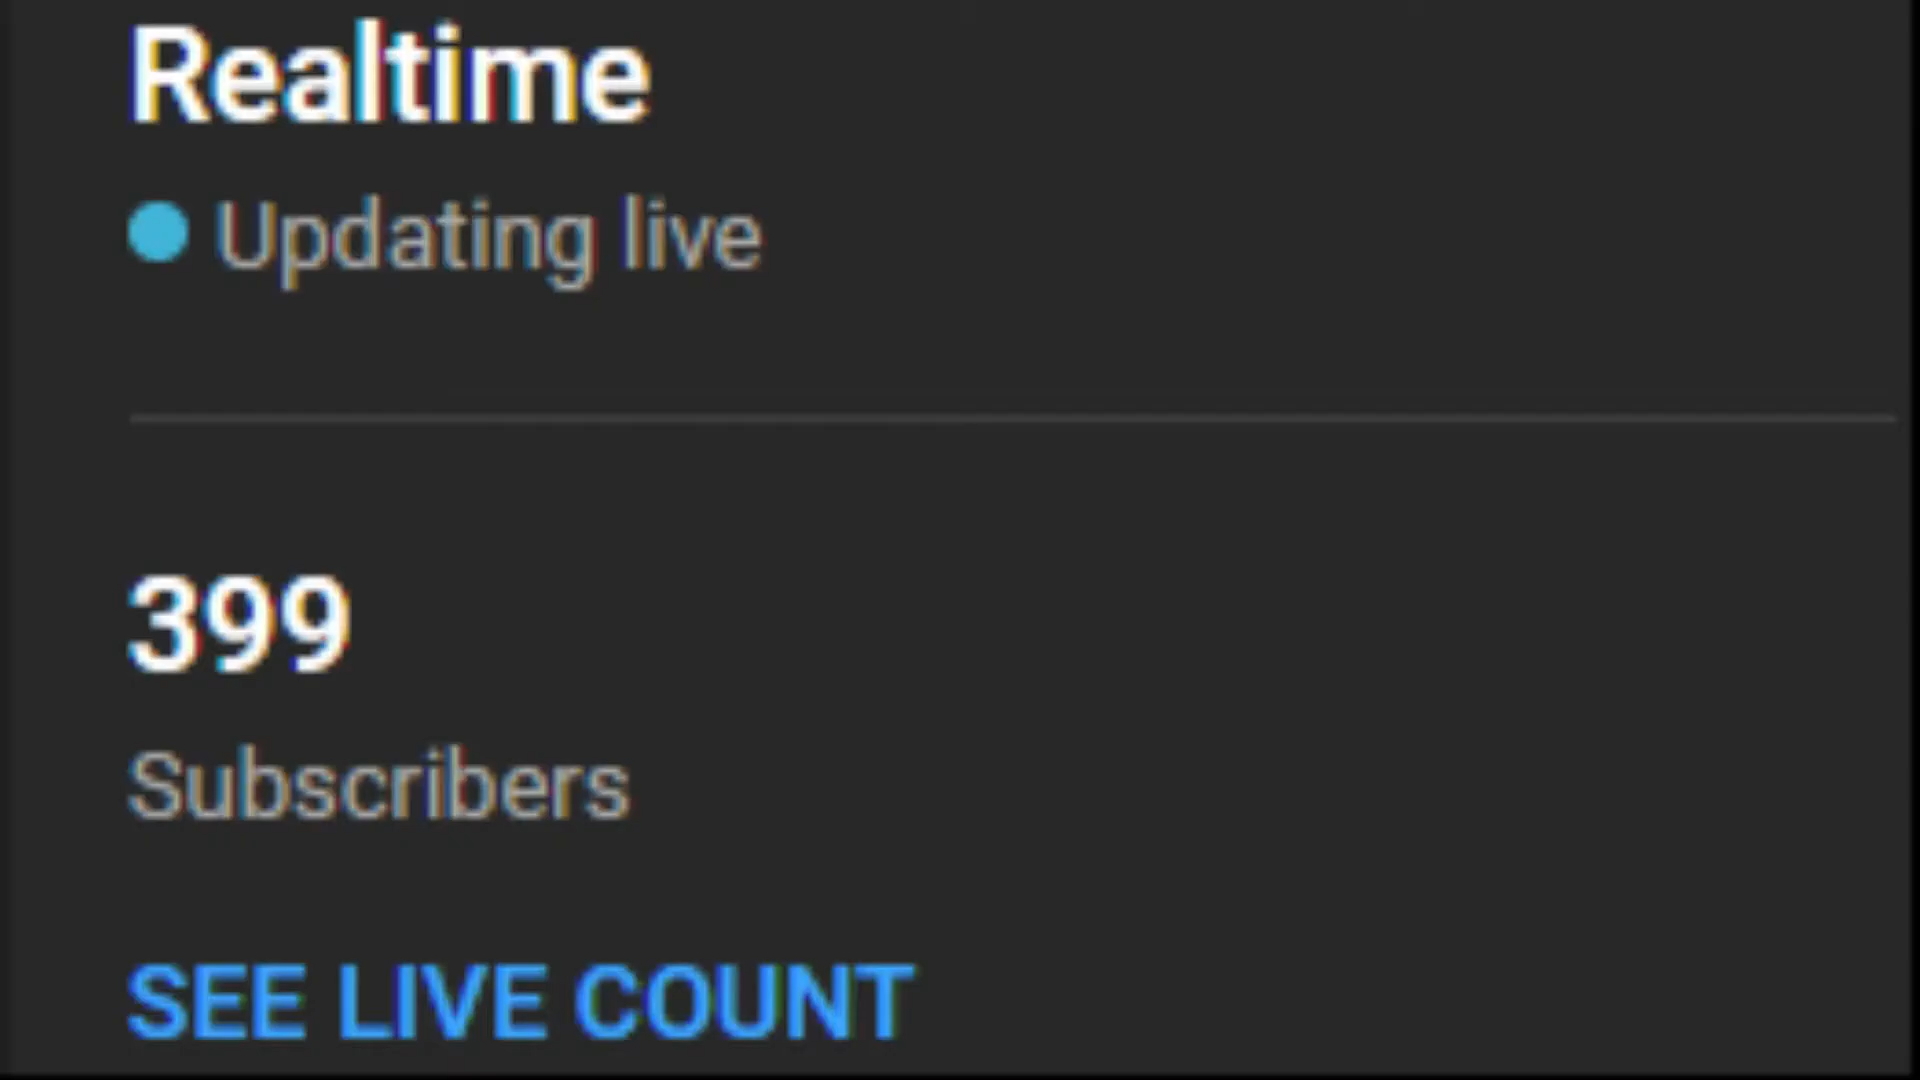 Realtime
Updating live
399
Subscribers
SEE LIVE COUNT